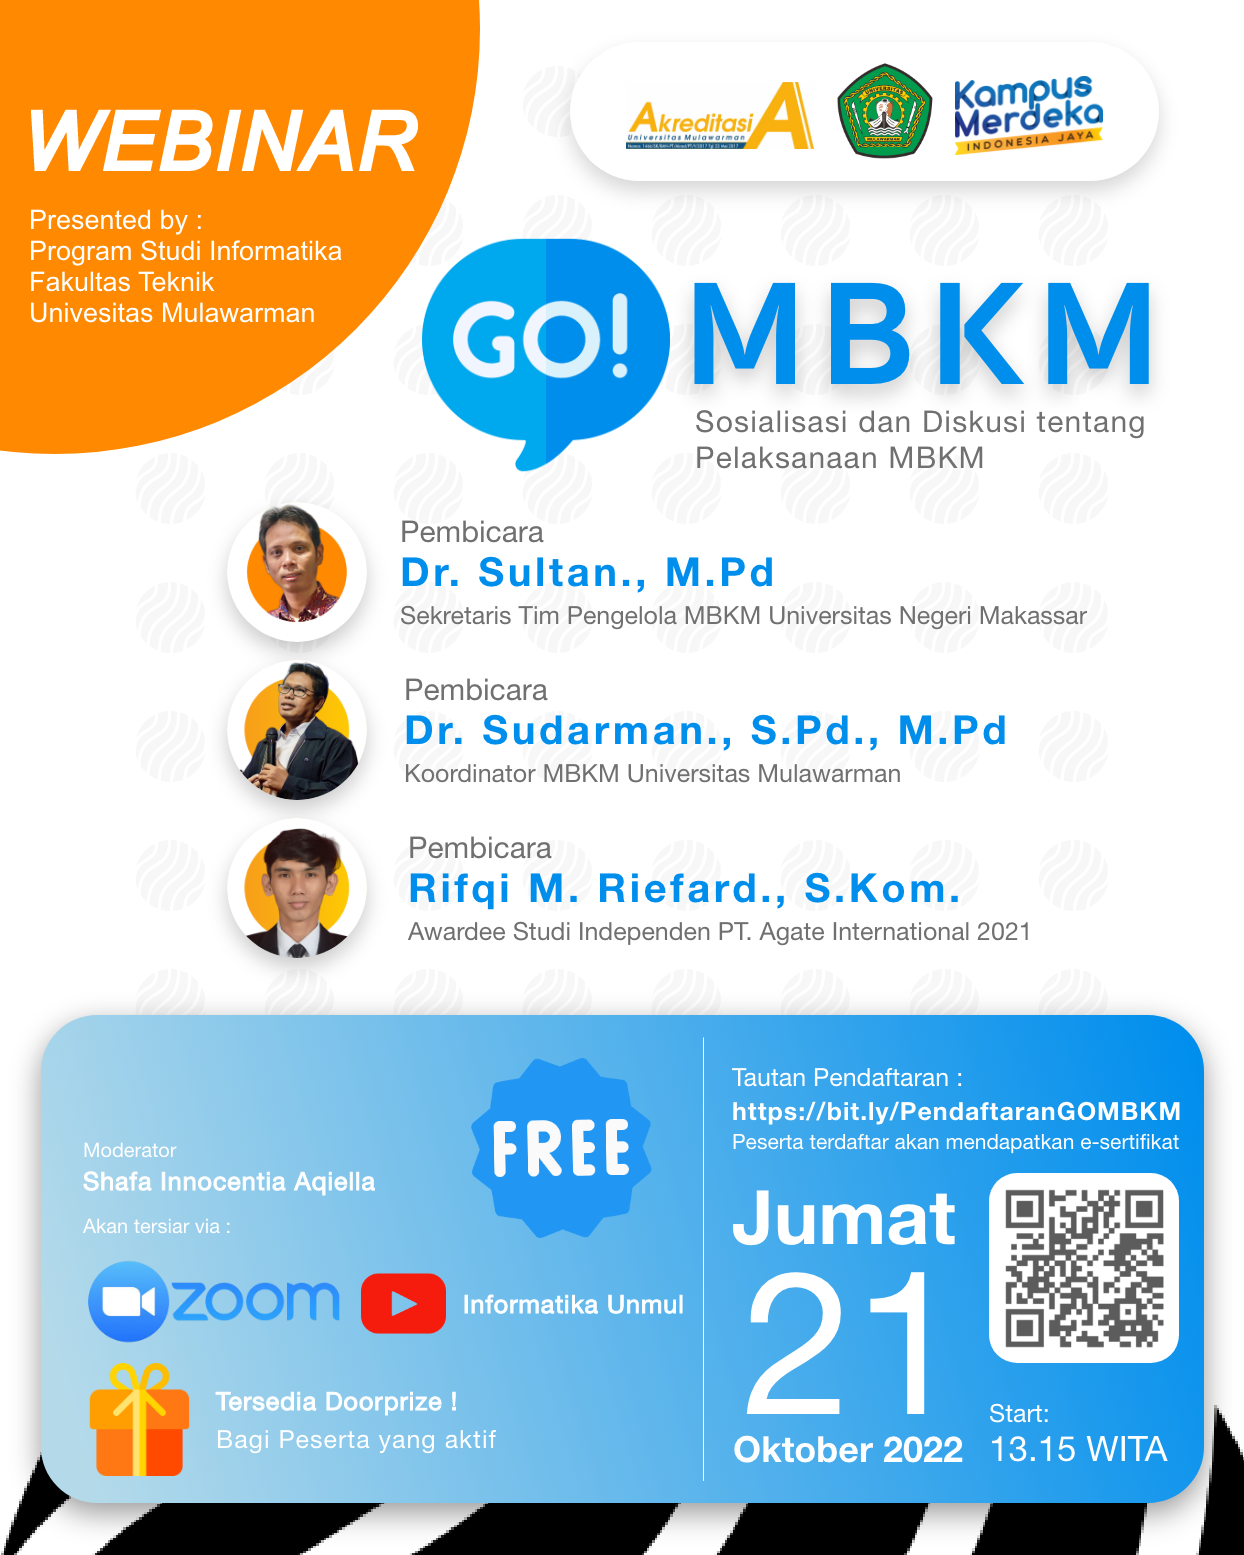 WEBINAR
Presented by :
Program Studi Informatika
Fakultas Teknik
Univesitas Mulawarman
Akreditasi A
Universitas Mulawarman
UNIVERSITAS
MULAWARMAN
Kampus
Merdeka
INDONESIA JAYA
GO! MBKM
Sosialisasi dan Diskusi tentang
Pelaksanaan MBKM
Pembicara
Dr. Sultan., M.Pd
Sekretaris Tim Pengelola MBKM Universitas Negeri Makassar
Pembicara
Dr. Sudarman., S.Pd., M.Pd
Koordinator MBKM Universitas Mulawarman
Pembicara
Rifqi M. Riefard., S.Kom.
Awardee Studi Independen PT. Agate International 2021
FREE
Moderator
Shafa Innocentia Aqiella
Akan tersiar via :
zoom
Informatika Unmul
Tersedia Doorprize !
Bagi Peserta yang aktif
Tautan Pendaftaran :
https://bit.ly/PendaftaranGOMBKM
Peserta terdaftar akan mendapatkan e-sertifikat
Jumat
21
Oktober 2022
Start:
13.15 WITA